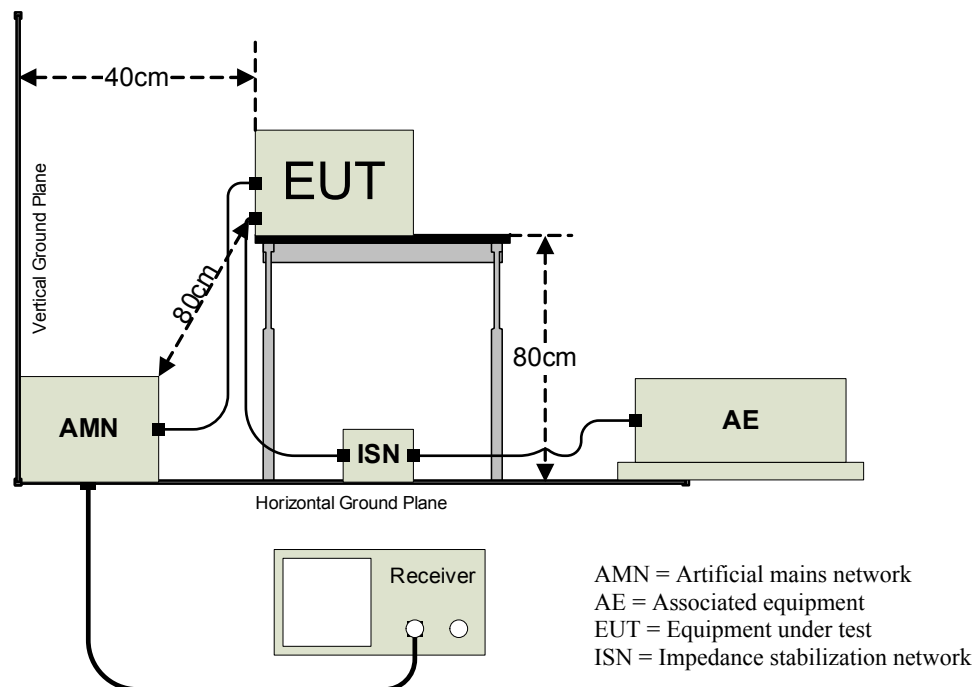 40cm
EUT
Vertical Ground Plane
80cm
80cm
AMN
ISN
AE
Horizontal Ground Plane
Receiver
AMN = Artificial mains network
AE = Associated equipment
EUT = Equipment under test
ISN = Impedance stabilization network